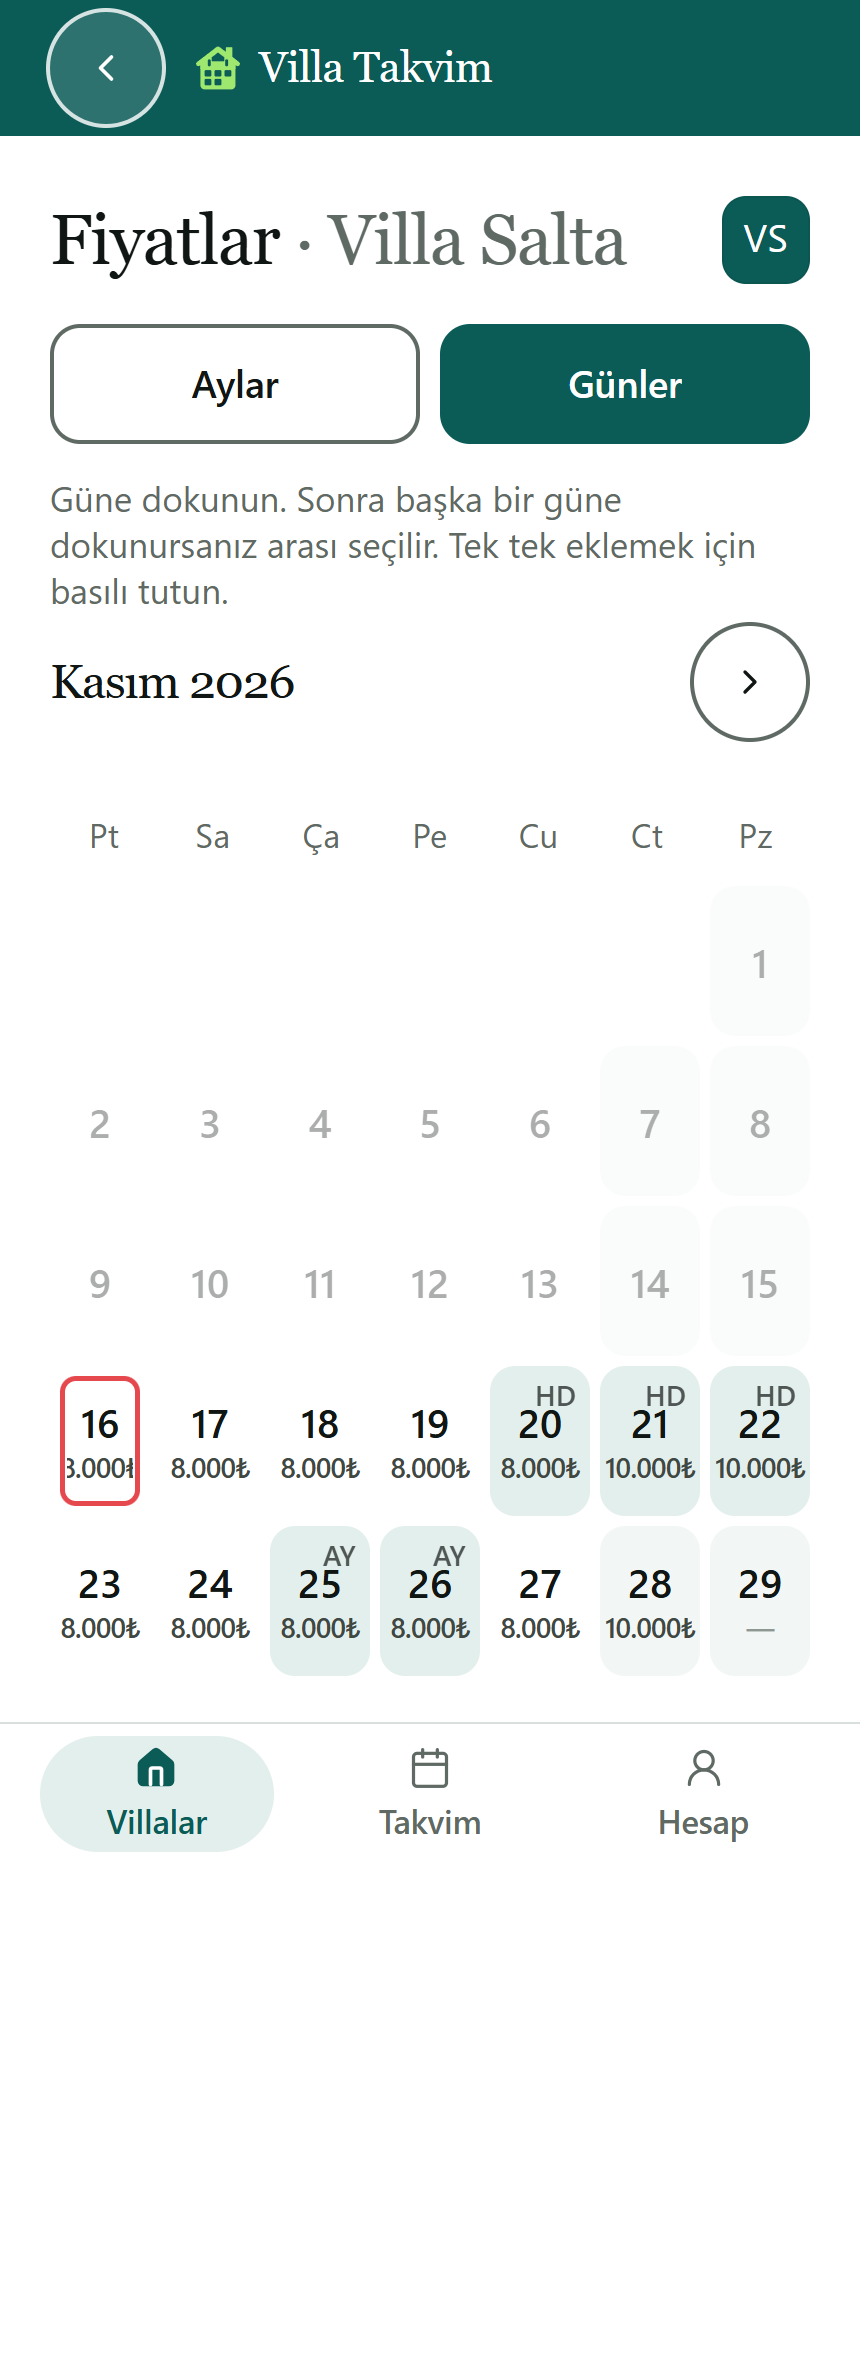 Villa Takvim
Fiyatlar · Villa Salta
VS
Aylar
Günler
Güne dokunun. Sonra başka bir güne
dokunursanız arası seçilir. Tek tek eklemek için
basılı tutun.
Kasım 2026
Pt Sa Ça Pe Cu Ct Pz
1
2 3 4 5 6 7 8
9 10 11 12 13 14 15
HD HD HD
16 17 18 19 20 21 22
8.000₺ 8.000₺ 8.000₺ 8.000₺ 8.000₺ 10.000₺ 10.000₺
AY AY
23 24 25 26 27 28 29
8.000₺ 8.000₺ 8.000₺ 8.000₺ 8.000₺ 10.000₺ —
Villalar Takvim Hesap